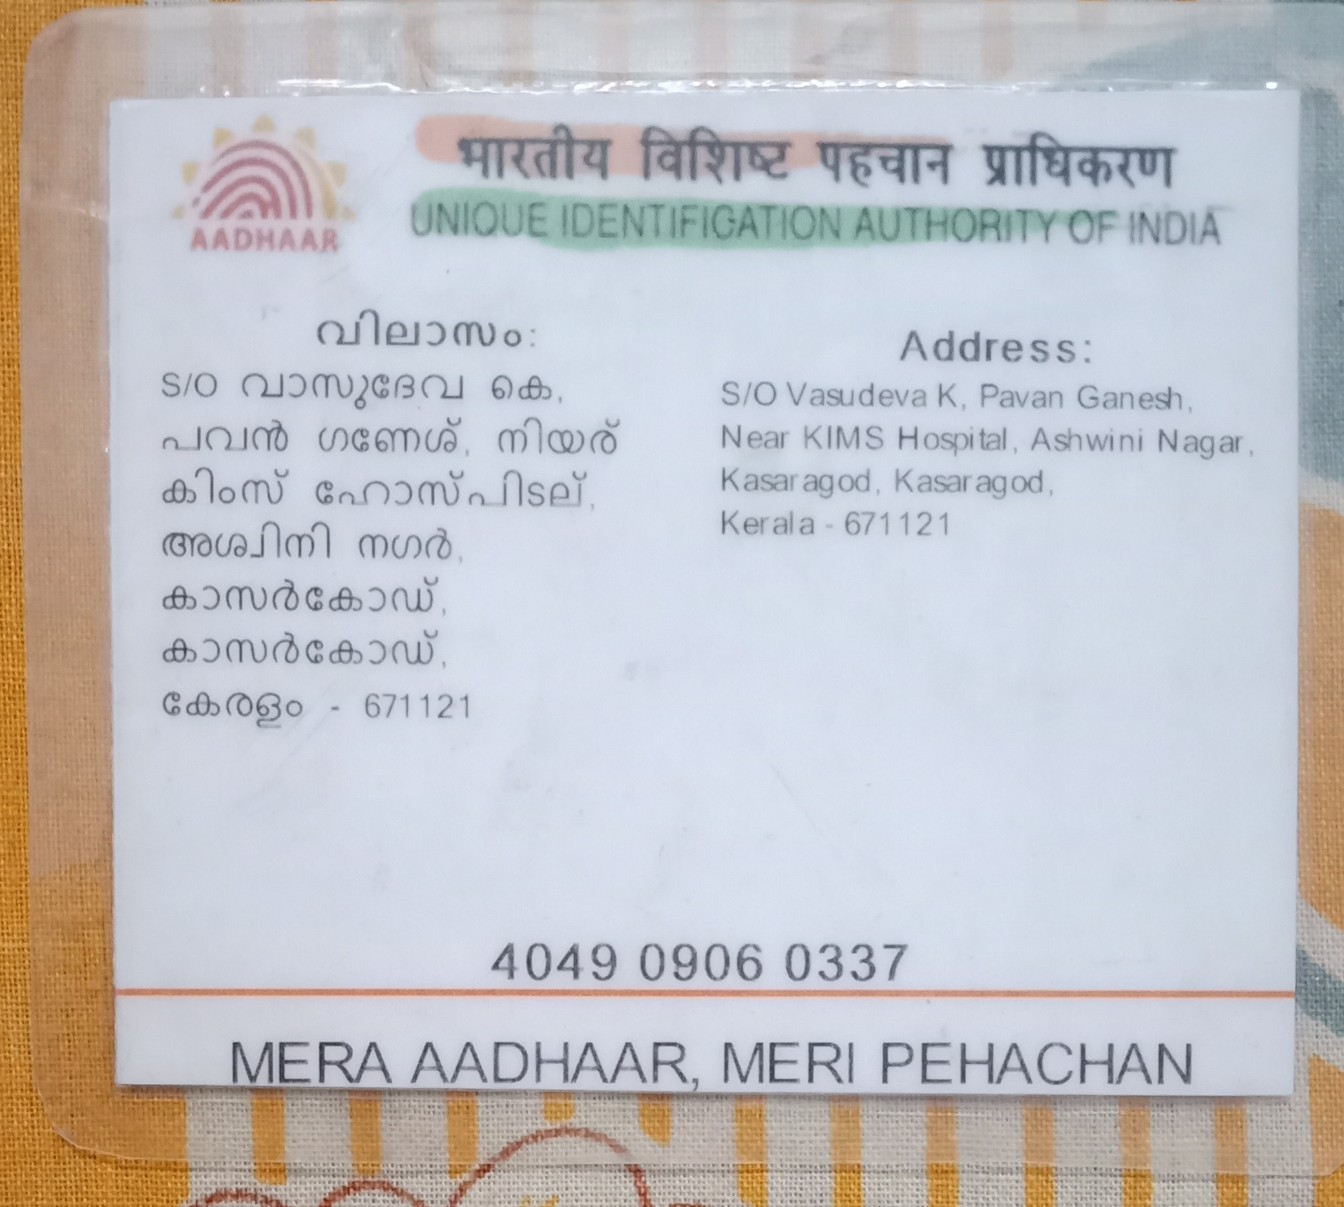 भारतीय विशिष्ट पहचान प्राधिकरण
UNIQUE IDENTIFICATION AUTHORITY OF INDIA
AADHAAR
വിലാസം:
S/O വാസുദേവ കെ,
പവൻ ഗണേശ്, നിയര്
കിംസ് ഹോസ്പിടല്,
അശ്വിനി നഗർ,
കാസർകോഡ്,
കാസർകോഡ്,
കേരളം - 671121
Address:
S/O Vasudeva K, Pavan Ganesh,
Near KIMS Hospital, Ashwini Nagar,
Kasaragod, Kasaragod,
Kerala - 671121
4049 0906 0337
MERA AADHAAR, MERI PEHACHAN